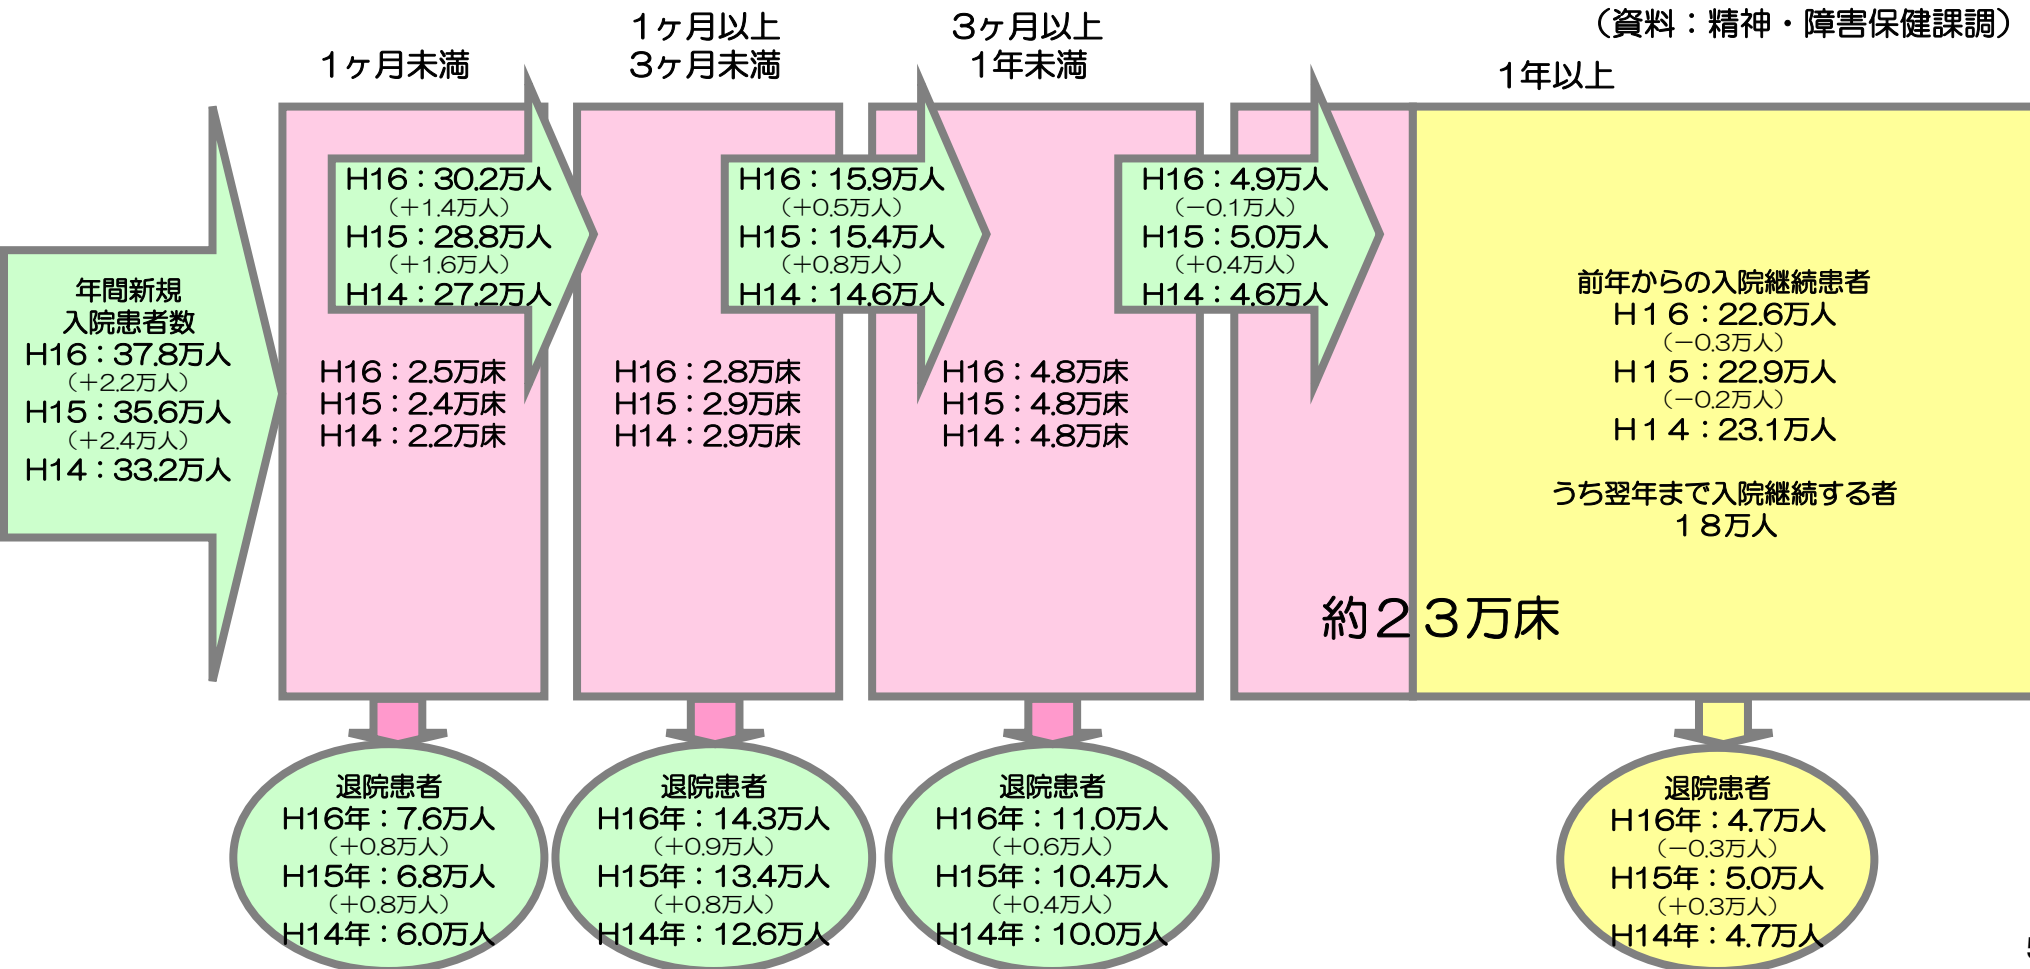 （資料：精神・障害保健課調）
1ヶ月未満
1ヶ月以上
3ヶ月未満
3ヶ月以上
1年未満
1年以上
年間新規
入院患者数
H16：37.8万人
（＋2.2万人）
H15：35.6万人
（＋2.4万人）
H14：33.2万人
H16：30.2万人
（＋1.4万人）
H15：28.8万人
（＋1.6万人）
H14：27.2万人
H16：2.5万床
H15：2.4万床
H14：2.2万床
H16：15.9万人
（＋0.5万人）
H15：15.4万人
（＋0.8万人）
H14：14.6万人
H16：2.8万床
H15：2.9万床
H14：2.9万床
H16：4.9万人
（－0.1万人）
H15：5.0万人
（＋0.4万人）
H14：4.6万人
H16：4.8万床
H15：4.8万床
H14：4.8万床
前年からの入院継続患者
H１６：22.6万人
（－0.3万人）
H１５：22.9万人
（－0.2万人）
H１４：23.1万人
うち翌年まで入院継続する者
１８万人
約２３万床
退院患者
H16年：7.6万人
（＋0.8万人）
H15年：6.8万人
（＋0.8万人）
H14年：6.0万人
退院患者
H16年：14.3万人
（＋0.9万人）
H15年：13.4万人
（＋0.8万人）
H14年：12.6万人
退院患者
H16年：11.0万人
（＋0.6万人）
H15年：10.4万人
（＋0.4万人）
H14年：10.0万人
退院患者
H16年：4.7万人
（－0.3万人）
H15年：5.0万人
（＋0.3万人）
H14年：4.7万人